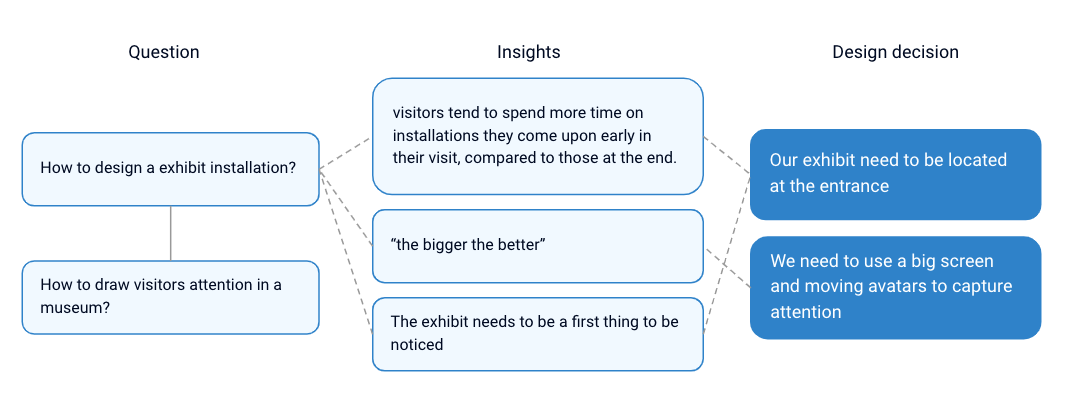 Question
Insights
Design decision
How to design a exhibit installation?
How to draw visitors attention in a
museum?
visitors tend to spend more time on
installations they come upon early in
their visit, compared to those at the end.
“the bigger the better”
The exhibit needs to be a first thing to be
noticed
Our exhibit need to be located
at the entrance
We need to use a big screen
and moving avatars to capture
attention